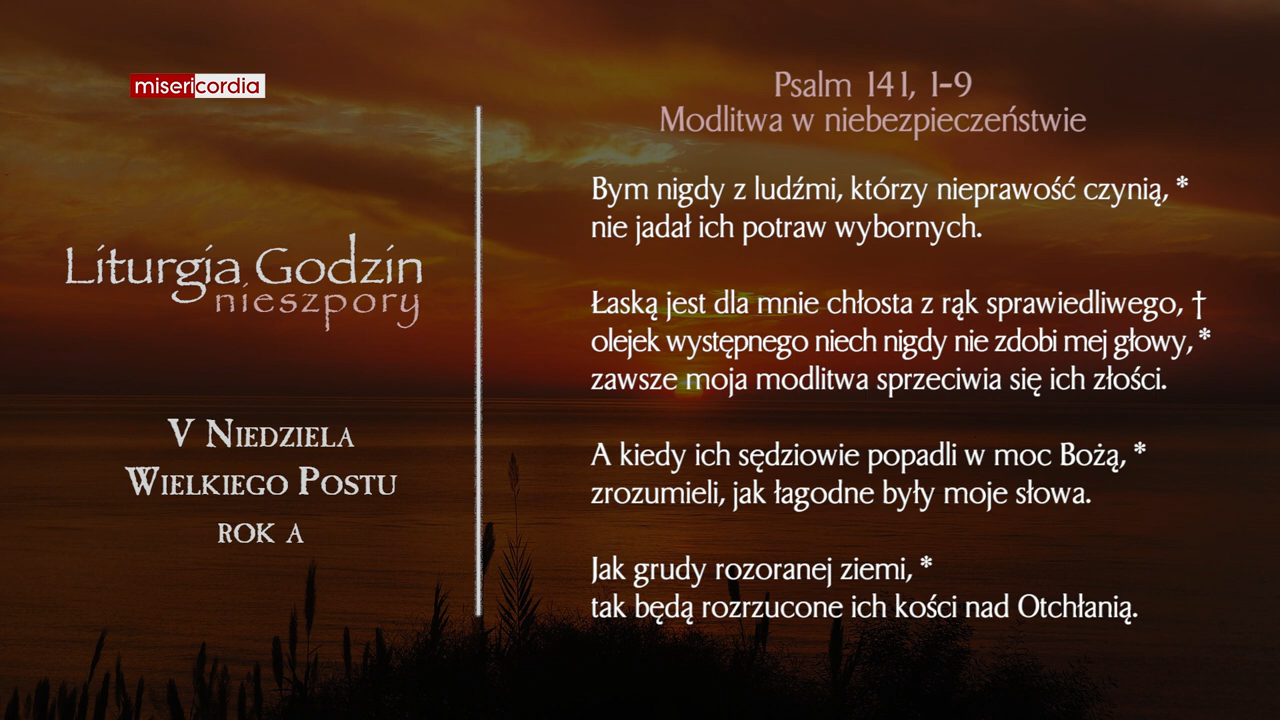 misericordia
Liturgia Godzin
nieszpory
V Niedziela
Wielkiego Postu
rok A
Psalm 141, 1-9
Modlitwa w niebezpieczeństwie
Bym nigdy z ludźmi, którzy nieprawość czynią, *
nie jadał ich potraw wybornych.
Łaską jest dla mnie chłosta z rąk sprawiedliwego, †
olejek występnego niech nigdy nie zdobi mej głowy, *
zawsze moja modlitwa sprzeciwia się ich złości.
A kiedy ich sędziowie popadli w moc Bożą, *
zrozumieli, jak łagodne były moje słowa.
Jak grudy rozoranej ziemi, *
tak będą rozrzucone ich kości nad Otchłanią.